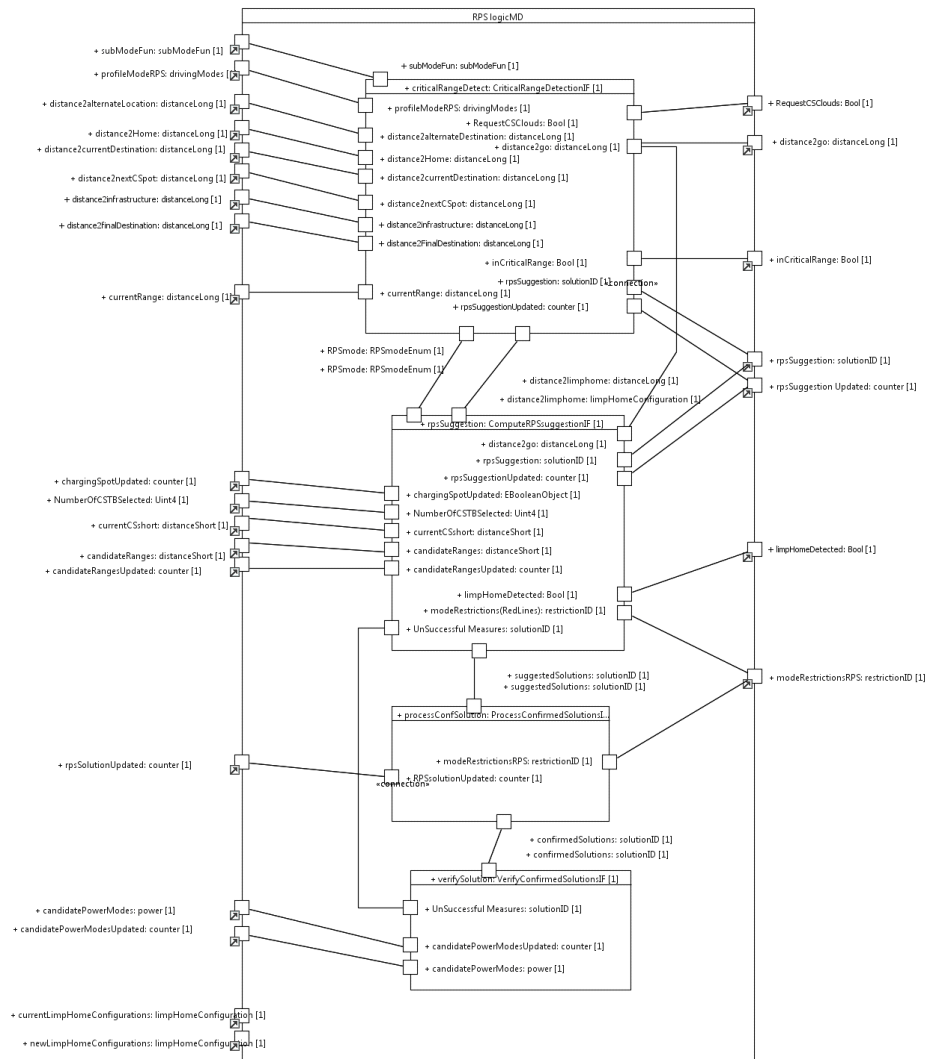 RPS logicMD
+ subModeFun: subModeFun [1]
+ profileModeRPS: drivingModes [1]
+ distance2alternateLocation: distanceLong [1]
+ distance2Home: distanceLong [1]
+ distance2currentDestination: distanceLong [1]
+ distance2nextCSpot: distanceLong [1]
+ distance2infrastructure: distanceLong [1]
+ distance2finalDestination: distanceLong [1]
+ currentRange: distanceLong [1]
+ subModeFun: subModeFun [1]
+ criticalRangeDetect: CriticalRangeDetectionIF [1]
+ profileModeRPS: drivingModes [1]
+ RequestCSClouds: Bool [1]
+ distance2alternateDestination: distanceLong [1]
+ distance2go: distanceLong [1]
+ distance2Home: distanceLong [1]
+ distance2currentDestination: distanceLong [1]
+ distance2nextCSpot: distanceLong [1]
+ distance2infrastructure: distanceLong [1]
+ distance2FinalDestination: distanceLong [1]
+ inCriticalRange: Bool [1]
+ rpsSuggestion: solutionID [1]
«connection»
+ currentRange: distanceLong [1]
+ rpsSuggestionUpdated: counter [1]
+ RequestCSClouds: Bool [1]
+ distance2go: distanceLong [1]
+ inCriticalRange: Bool [1]
+ rpsSuggestion: solutionID [1]
+ rpsSuggestion Updated: counter [1]
+ RPSmode: RPSmodeEnum [1]
+ RPSmode: RPSmodeEnum [1]
+ distance2limphome: distanceLong [1]
+ distance2limphome: limpHomeConfiguration [1]
+ rpsSuggestion: ComputeRPSsuggestionIF [1]
+ distance2go: distanceLong [1]
+ rpsSuggestion: solutionID [1]
+ rpsSuggestionUpdated: counter [1]
+ chargingSpotUpdated: EBooleanObject [1]
+ NumberOfCSTBSelected: Uint4 [1]
+ currentCSshort: distanceShort [1]
+ candidateRanges: distanceShort [1]
+ candidateRangesUpdated: counter [1]
+ limpHomeDetected: Bool [1]
+ modeRestrictions(RedLines): restrictionID [1]
+ UnSuccessful Measures: solutionID [1]
+ chargingSpotUpdated: counter [1]
+ NumberOfCSTBSelected: Uint4 [1]
+ currentCSshort: distanceShort [1]
+ candidateRanges: distanceShort [1]
+ candidateRangesUpdated: counter [1]
+ limpHomeDetected: Bool [1]
+ modeRestrictionsRPS: restrictionID [1]
+ suggestedSolutions: solutionID [1]
+ suggestedSolutions: solutionID [1]
+ processConfSolution: ProcessConfirmedSolutionsI...
+ modeRestrictionsRPS: restrictionID [1]
+ RPSsolutionUpdated: counter [1]
«connection»
+ rpsSolutionUpdated: counter [1]
+ confirmedSolutions: solutionID [1]
+ confirmedSolutions: solutionID [1]
+ verifySolution: VerifyConfirmedSolutionsIF [1]
+ UnSuccessful Measures: solutionID [1]
+ candidatePowerModesUpdated: counter [1]
+ candidatePowerModes: power [1]
+ candidatePowerModes: power [1]
+ candidatePowerModesUpdated: counter [1]
+ currentLimpHomeConfigurations: limpHomeConfiguration [1]
+ newLimpHomeConfigurations: limpHomeConfiguration [1]